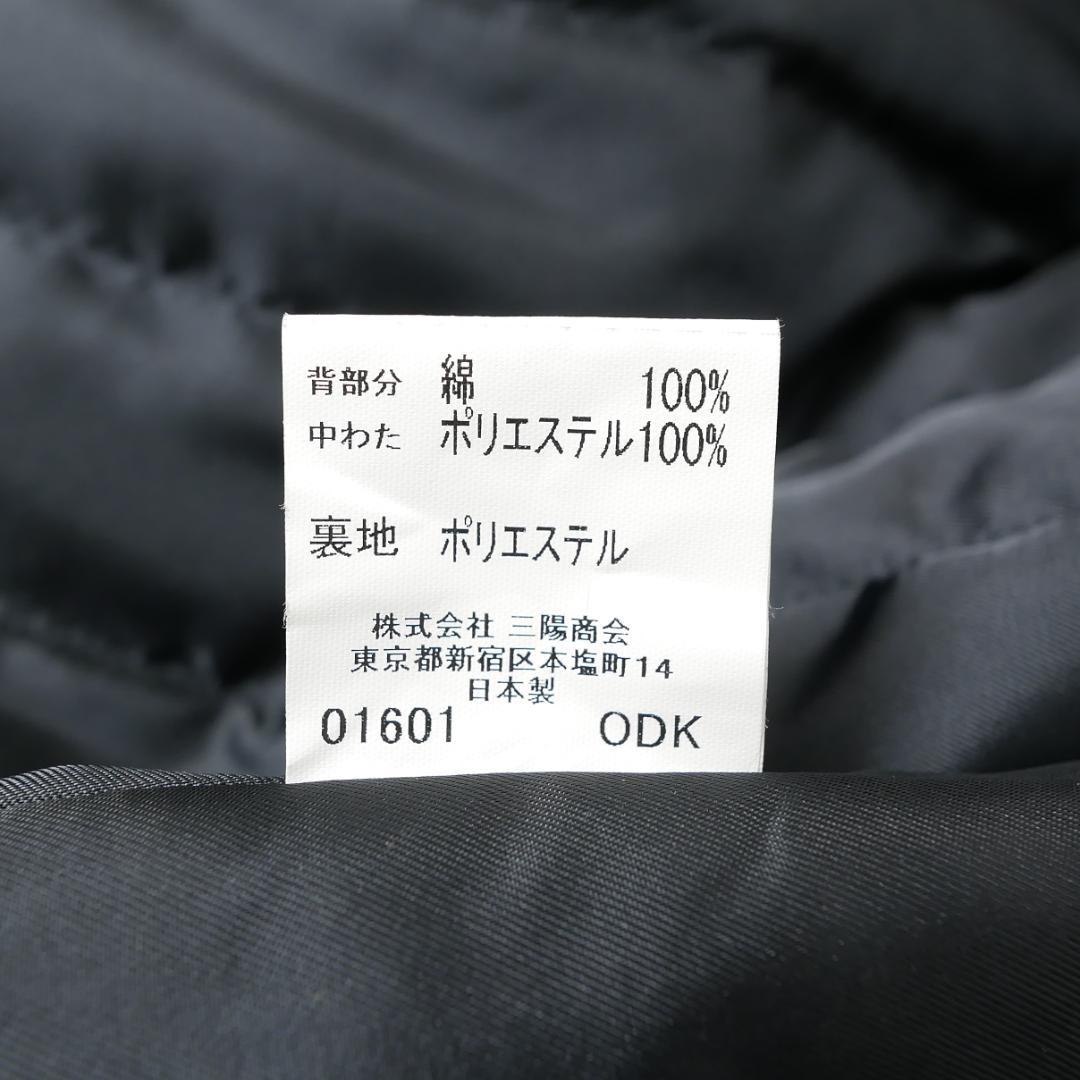 背部分 綿 100%
中わた ポリエステル100%
裏地 ポリエステル
株式会社 三陽商会
東京都新宿区本塩町14
日本製
01601 ODK